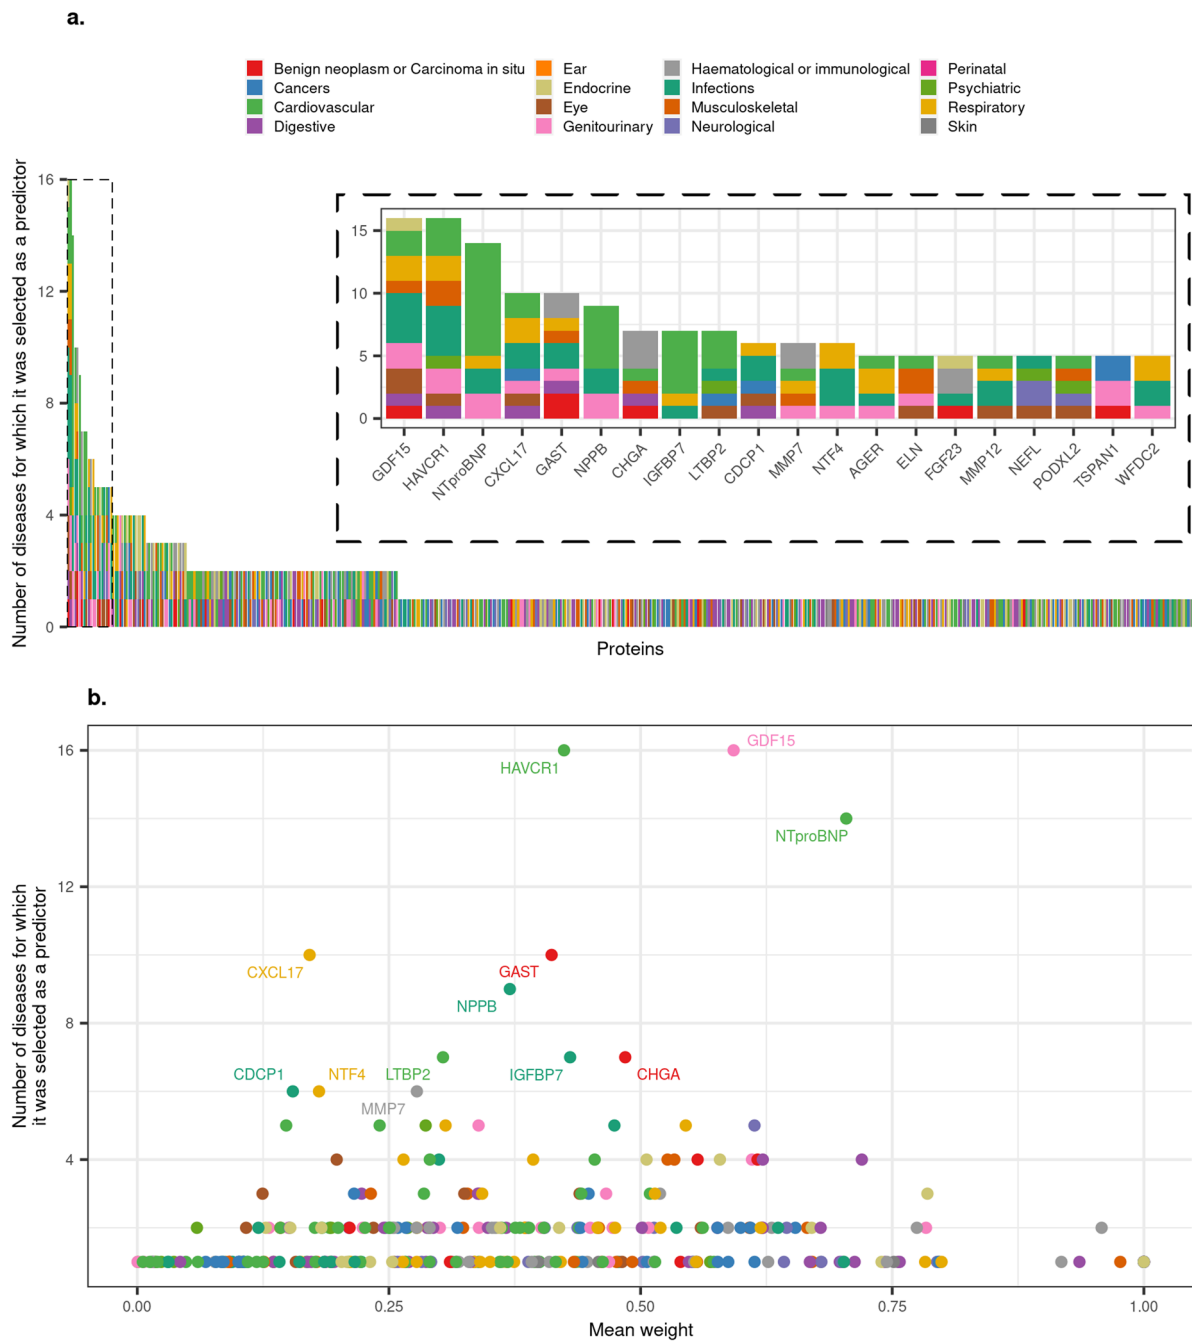 a.
Benign neoplasm or Carcinoma in situ
Cancers
Cardiovascular
Digestive
Ear
Endocrine
Eye
Genitourinary
Haematological or immunological
Infections
Musculoskeletal
Neurological
Perinatal
Psychiatric
Respiratory
Skin
Number of diseases for which it was selected as a predictor
16
12
8
4
0
15
10
5
0
GDF15
HAVCR1
NTproBNP
CXCL17
GAST
NPPB
CHGA
IGFBP7
LTBP2
CDCP1
MMP7
NTF4
AGER
ELN
FGF23
MMP12
NEFL
PODXL2
TSPAN1
WFDC2
Proteins
b.
Number of diseases for which
it was selected as a predictor
16
12
8
4
GDF15
HAVCR1
NTproBNP
CXCL17
GAST
NPPB
CDCP1
NTF4
LTBP2
IGFBP7
CHGA
MMP7
0.00
0.25
0.50
0.75
1.00
Mean weight